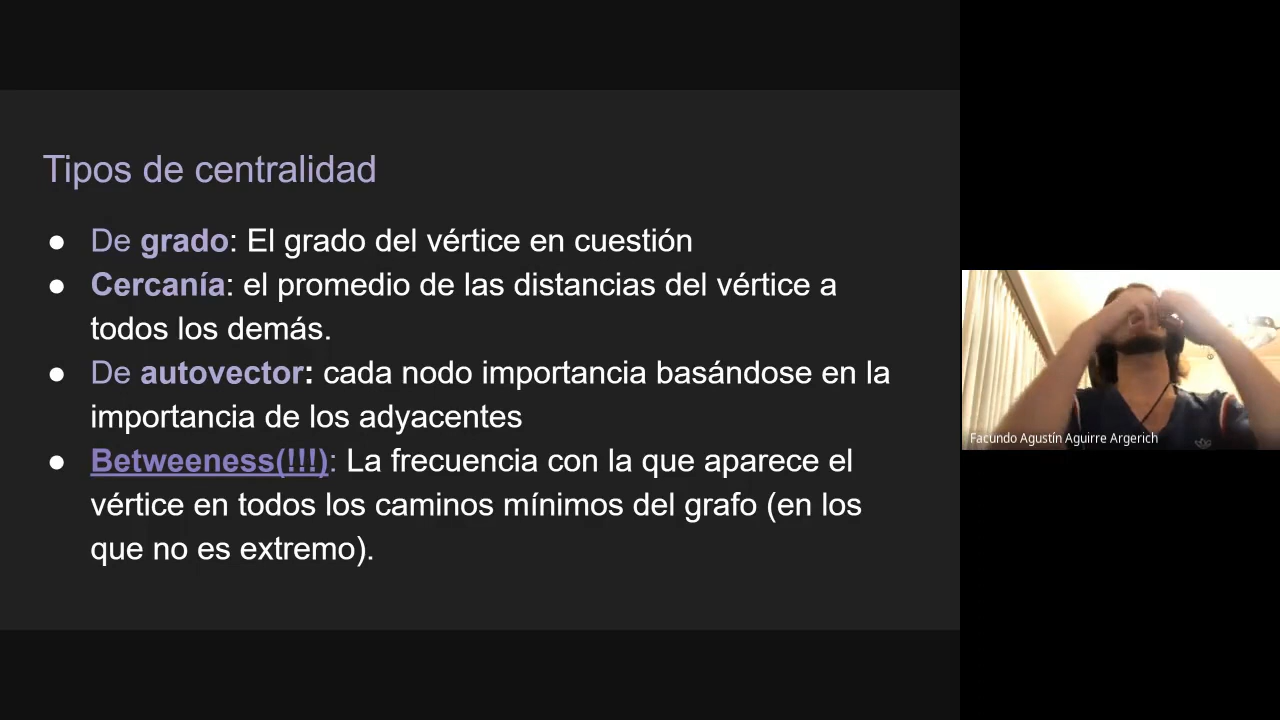 Tipos de centralidad
● De grado: El grado del vértice en cuestión
● Cercanía: el promedio de las distancias del vértice a
todos los demás.
● De autovector: cada nodo importancia basándose en la
importancia de los adyacentes
● Betweeness(!!!): La frecuencia con la que aparece el
vértice en todos los caminos mínimos del grafo (en los
que no es extremo).
Facundo Agustín Aguirre Argerich